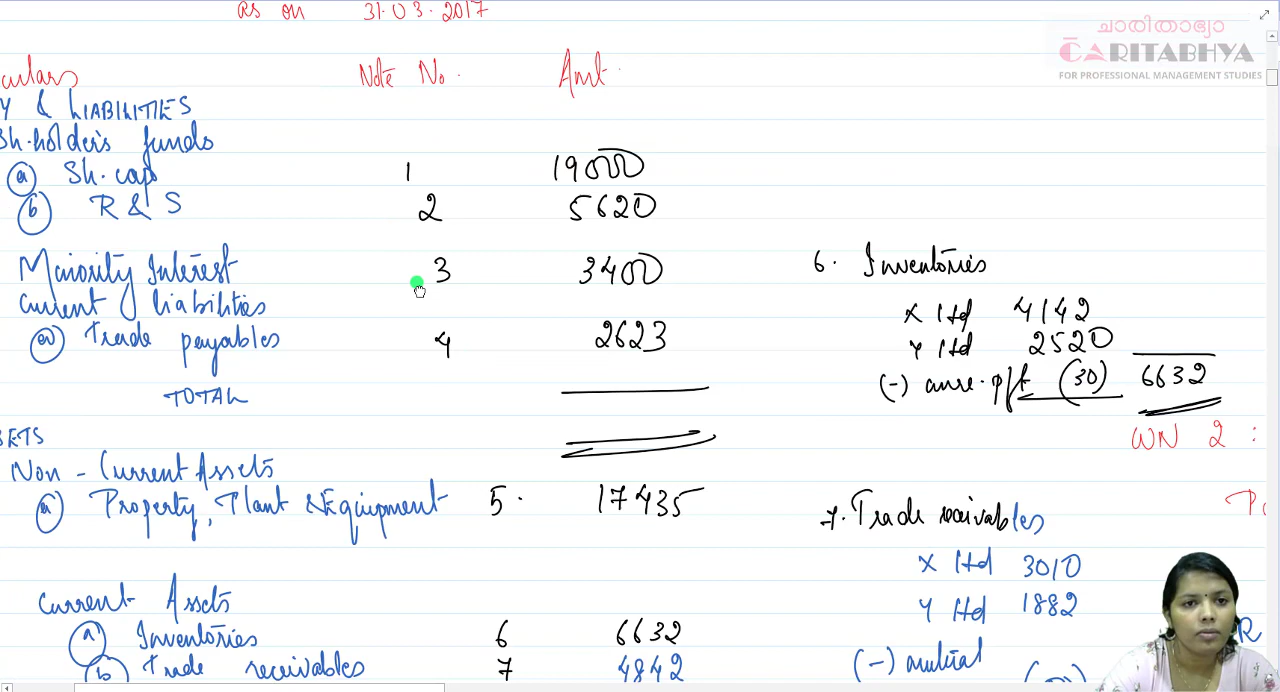 As on 31.03.2017
ചാരിതാഭ്യാ
CARITABHYA
FOR PROFESSIONAL MANAGEMENT STUDIES
culars Note No. Amt.
Y & LIABILITIES
Sh.holders funds
(a) Sh.cap 1 19000
(b) R & S 2 5620
Maiority Interest 3 3400
Current liabilities
(a) Trade payables 4 2623
TOTAL
SETS
Non - Current Assets
(a) Property, Plant & Equipment 5. 17435
Current Assets
(a) Inventories 6 6632
(b) Trade receivables 7 4842
6. Inventories
X ltd 4142
Y ltd 2520
(-) unre.p/ft (30) 6632
WN 2 :
7. Trade receivables
X ltd 3010
Y ltd 1882
(-) mutual
R